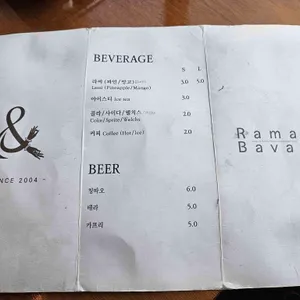 &
NCE 2004 -
BEVERAGE
S L
라씨 (파인/망고)
Lassi (Pineapple/Mango)
3.0 5.0
아이스티 Ice tea 3.0
콜라/사이다/웰치스
Coke/Sprite/Welchs
2.0
커피 Coffee (Hot/Ice) 2.0
BEER
칭따오 6.0
테라 5.0
카프리 5.0
Rama
Bava